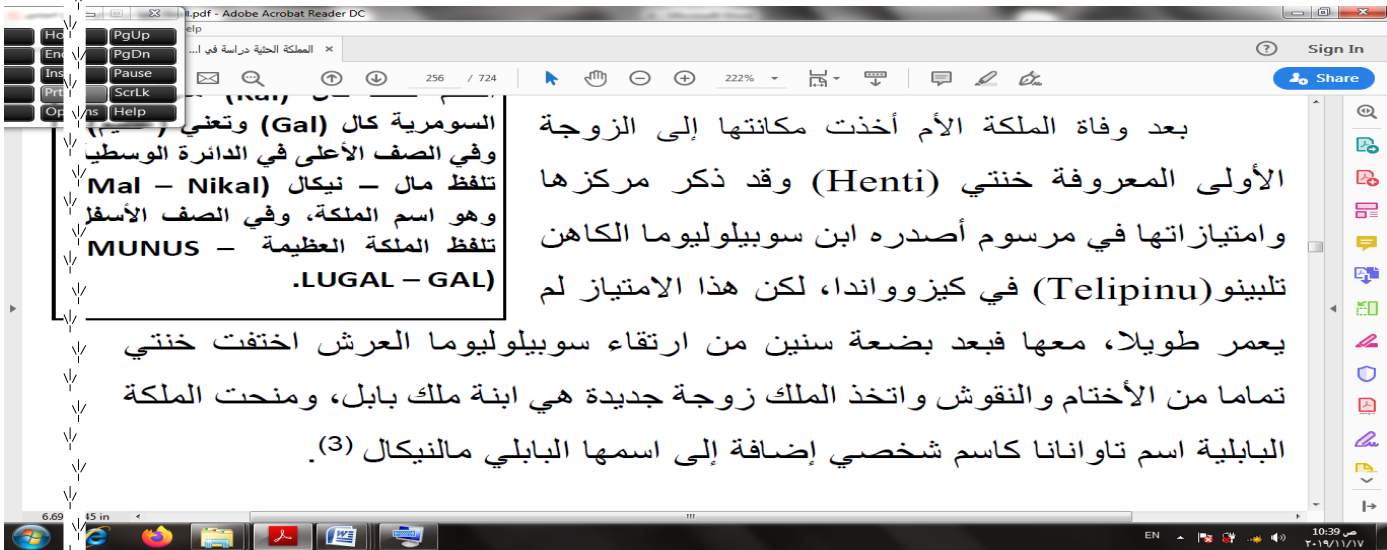 .pdf - Adobe Acrobat Reader DC
elp
المملكة الحثية دراسة في ا...
Sign In
256 / 724
222%
Share
PgUp
PgDn
Pause
ScrLk
Help
السومرية كال (Gal) وتعني
وفي الصف الأعلى في الدائرة الوسطية
تلفظ مال – نيكال (Mal – Nikal
وهو اسم الملكة، وفي الصف الأسفل
تلفظ الملكة العظيمة – MUNUS
LUGAL – GAL).
بعد وفاة الملكة الأم أخذت مكانتها إلى الزوجة
الأولى المعروفة خنتي (Henti) وقد ذكر مركزها
وامتيازاتها في مرسوم أصدره ابن سوبيلوليوما الكاهن
تلبينو(Telipinu) في كيزوواندا، لكن هذا الامتياز لم
يعمر طويلا، معها فبعد بضعة سنين من ارتقاء سوبيلوليوما العرش اختفت خنتي
تماما من الأختام والنقوش واتخذ الملك زوجة جديدة هي ابنة ملك بابل، ومنحت الملكة
البابلية اسم تاوانانا كاسم شخصي إضافة إلى اسمها البابلي مالنيكال (3).
EN
10:39 ص
٢٠١٩/١١/١٧